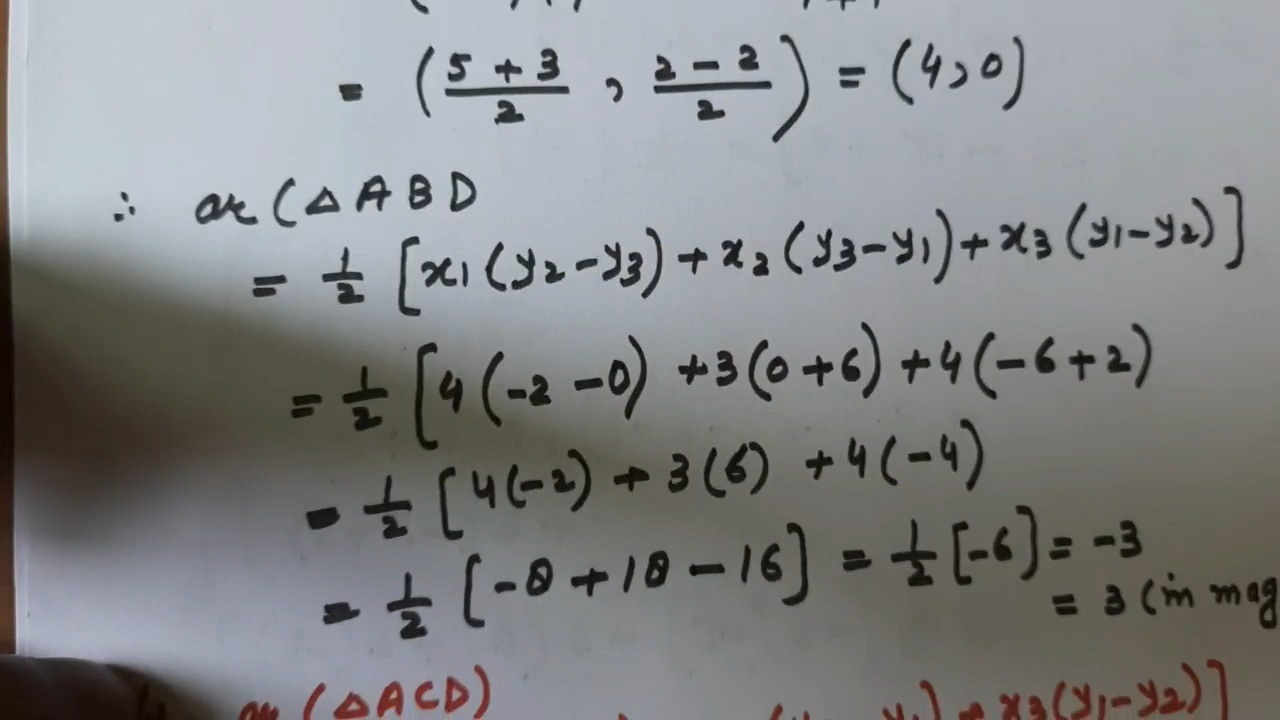 = (5 + 3 / 2 , 2 - 2 / 2) = (4, 0)
∴ ar (△ A B D
= 1/2 [x1 (y2 - y3) + x2 (y3 - y1) + x3 (y1 - y2)]
= 1/2 [4 (-2 - 0) + 3 (0 + 6) + 4 (-6 + 2)
= 1/2 [4(-2) + 3(6) + 4(-4)
= 1/2 [-8 + 18 - 16] = 1/2 [-6] = -3
= 3 (in mag
ar (△ACD)
x3(y1-y2)]